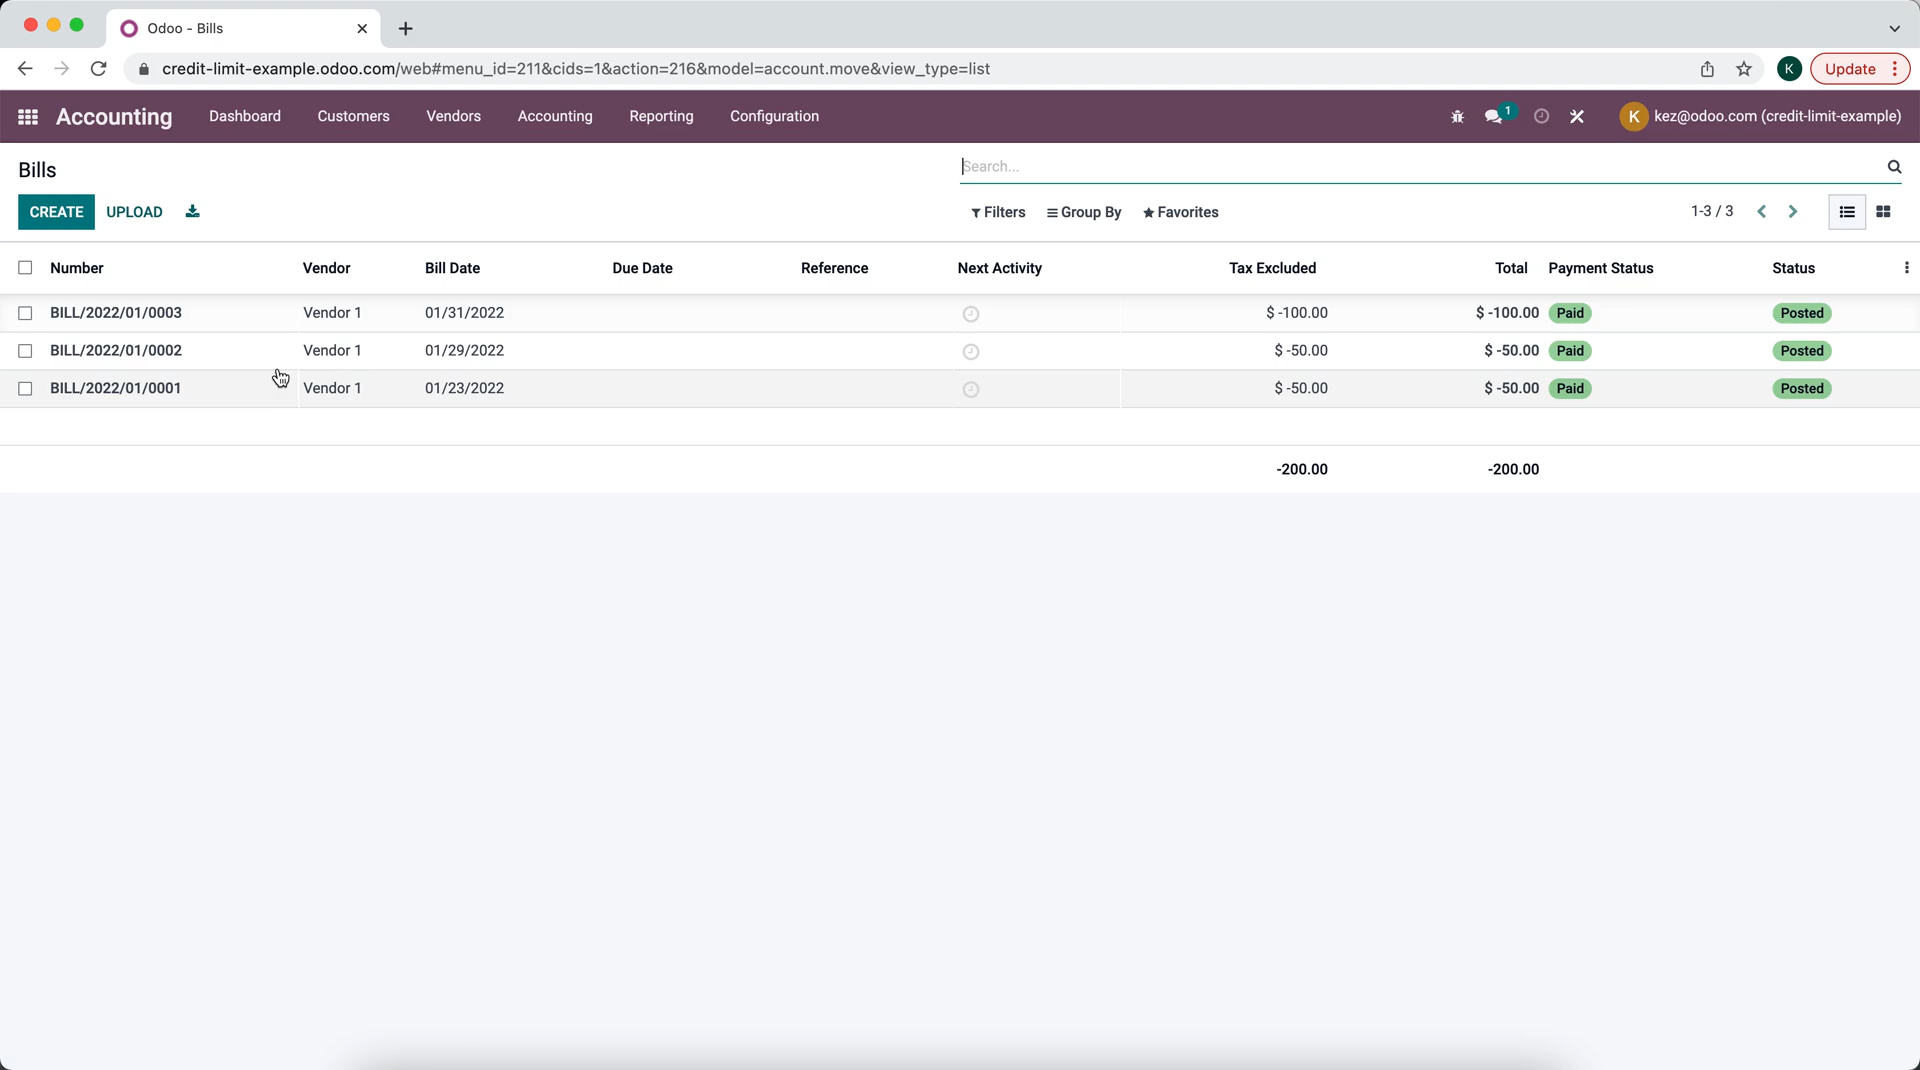 Odoo - Bills
credit-limit-example.odoo.com/web#menu_id=211&cids=1&action=216&model=account.move&view_type=list
K
Update
Accounting
Dashboard
Customers
Vendors
Accounting
Reporting
Configuration
1
K
kez@odoo.com (credit-limit-example)
Bills
Search...
CREATE
UPLOAD
Filters
Group By
Favorites
1-3 / 3
Number Vendor Bill Date Due Date Reference Next Activity Tax Excluded Total Payment Status Status
BILL/2022/01/0003 Vendor 1 01/31/2022 $ -100.00 $ -100.00 Paid Posted
BILL/2022/01/0002 Vendor 1 01/29/2022 $ -50.00 $ -50.00 Paid Posted
BILL/2022/01/0001 Vendor 1 01/23/2022 $ -50.00 $ -50.00 Paid Posted
-200.00 -200.00